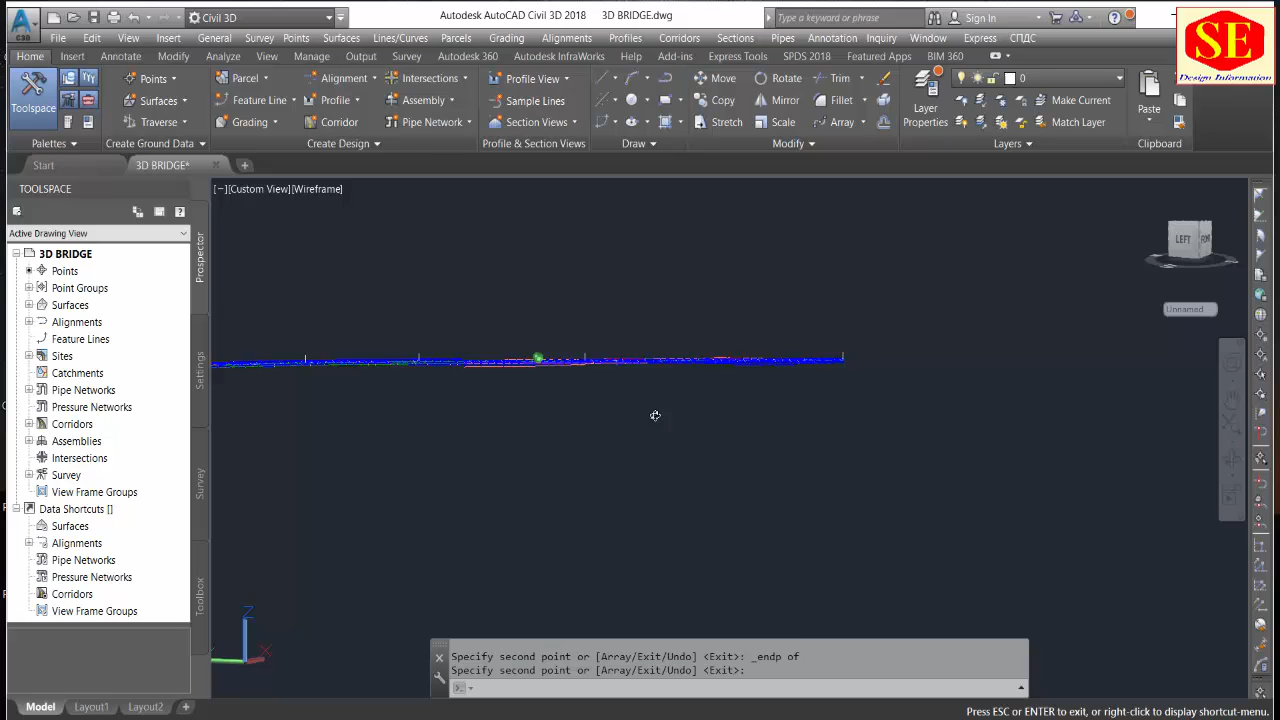 Civil 3D
Autodesk AutoCAD Civil 3D 2018 3D BRIDGE.dwg
Type a keyword or phrase
Sign In
SE
Design Information
C3D
File Edit View Insert General Survey Points Surfaces Lines/Curves Parcels Grading Alignments Profiles Corridors Sections Pipes Annotation Inquiry Window Express СПДС
Home Insert Annotate Modify Analyze View Manage Output Survey Autodesk 360 Autodesk InfraWorks Add-ins Express Tools SPDS 2018 Featured Apps BIM 360
Points Parcel Alignment Intersections Profile View Move Rotate Trim 0
Toolspace Surfaces Feature Line Profile Assembly Sample Lines Copy Mirror Fillet Layer Properties Make Current Paste
Traverse Grading Corridor Pipe Network Section Views Stretch Scale Array Match Layer
Palettes Create Ground Data Create Design Profile & Section Views Draw Modify Layers Clipboard
Start 3D BRIDGE*
TOOLSPACE
[−][Custom View][Wireframe]
Active Drawing View
3D BRIDGE
Points
Point Groups
Surfaces
Alignments
Feature Lines
Sites
Catchments
Pipe Networks
Pressure Networks
Corridors
Assemblies
Intersections
Survey
View Frame Groups
Data Shortcuts []
Surfaces
Alignments
Pipe Networks
Pressure Networks
Corridors
View Frame Groups
Prospector
Settings
Survey
Toolbox
LEFT
Unnamed
Z
X
Specify second point or [Array/Exit/Undo] <Exit>: _endp of
Specify second point or [Array/Exit/Undo] <Exit>:
Model Layout1 Layout2
Press ESC or ENTER to exit, or right-click to display shortcut-menu.